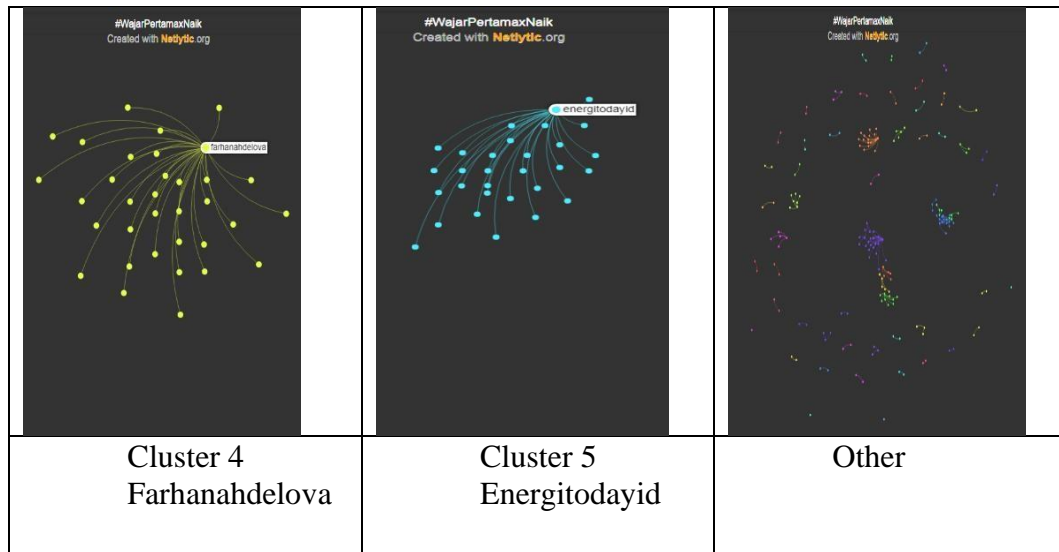 #WajarPertamaxNaik
Created with Netlytic.org
farhanahdelova
#WajarPertamaxNaik
Created with Netlytic.org
energitodayid
#WajarPertamaxNaik
Created with Netlytic.org
Cluster 4
Farhanahdelova
Cluster 5
Energitodayid
Other